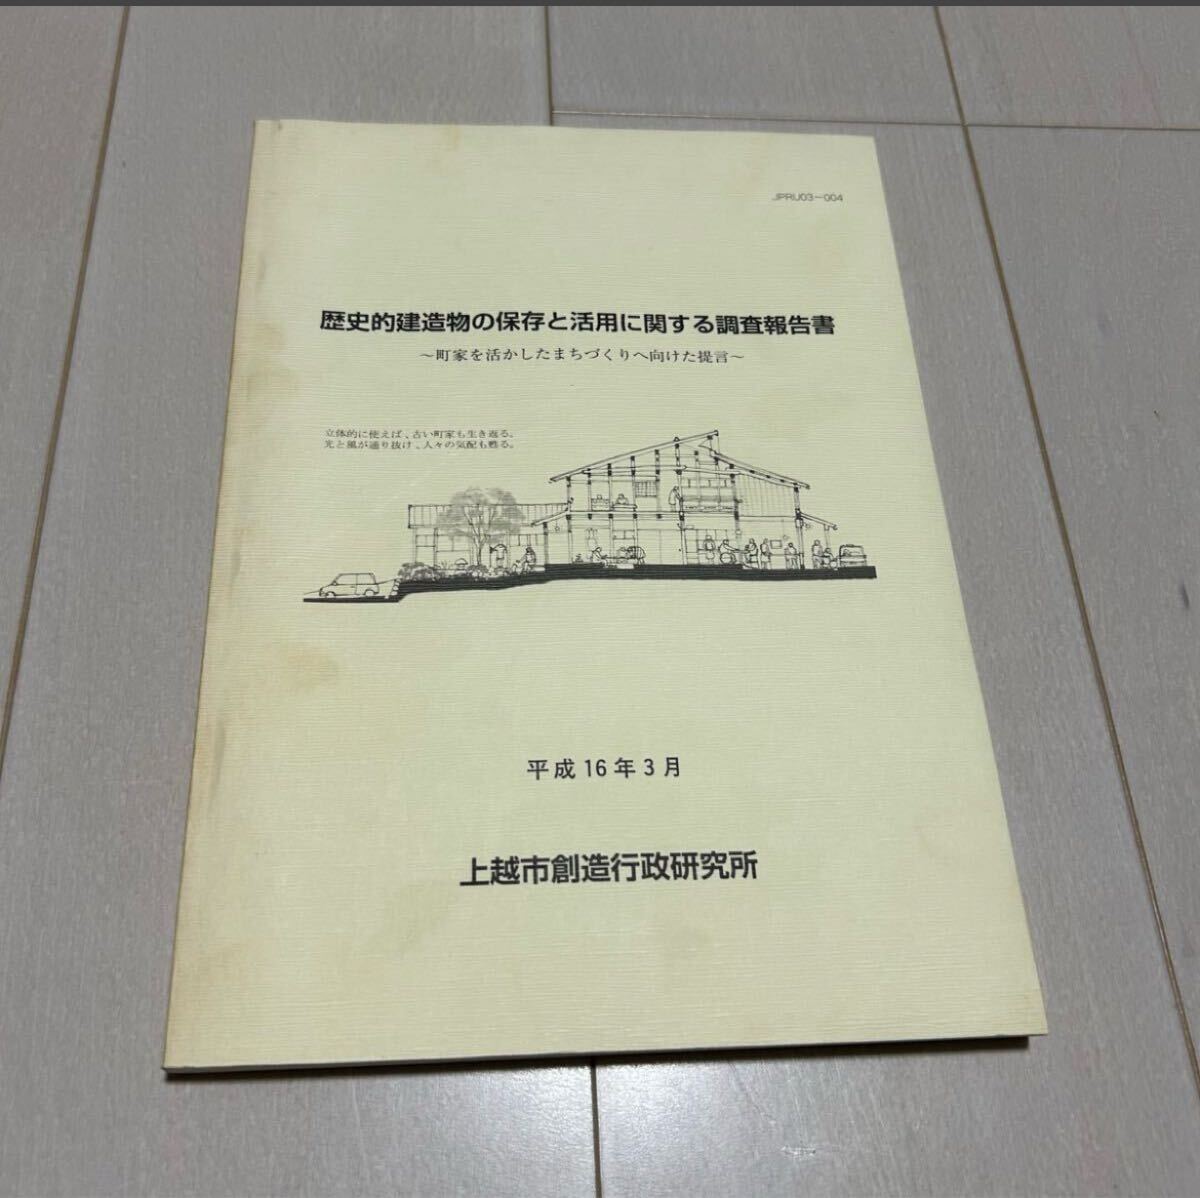 JPRIJ03-004
歴史的建造物の保存と活用に関する調査報告書
～町家を活かしたまちづくりへ向けた提言～
立体的に使えば、古い町家も生き返る。
光と風が通り抜け、人々の気配も甦る。
平成16年3月
上越市創造行政研究所